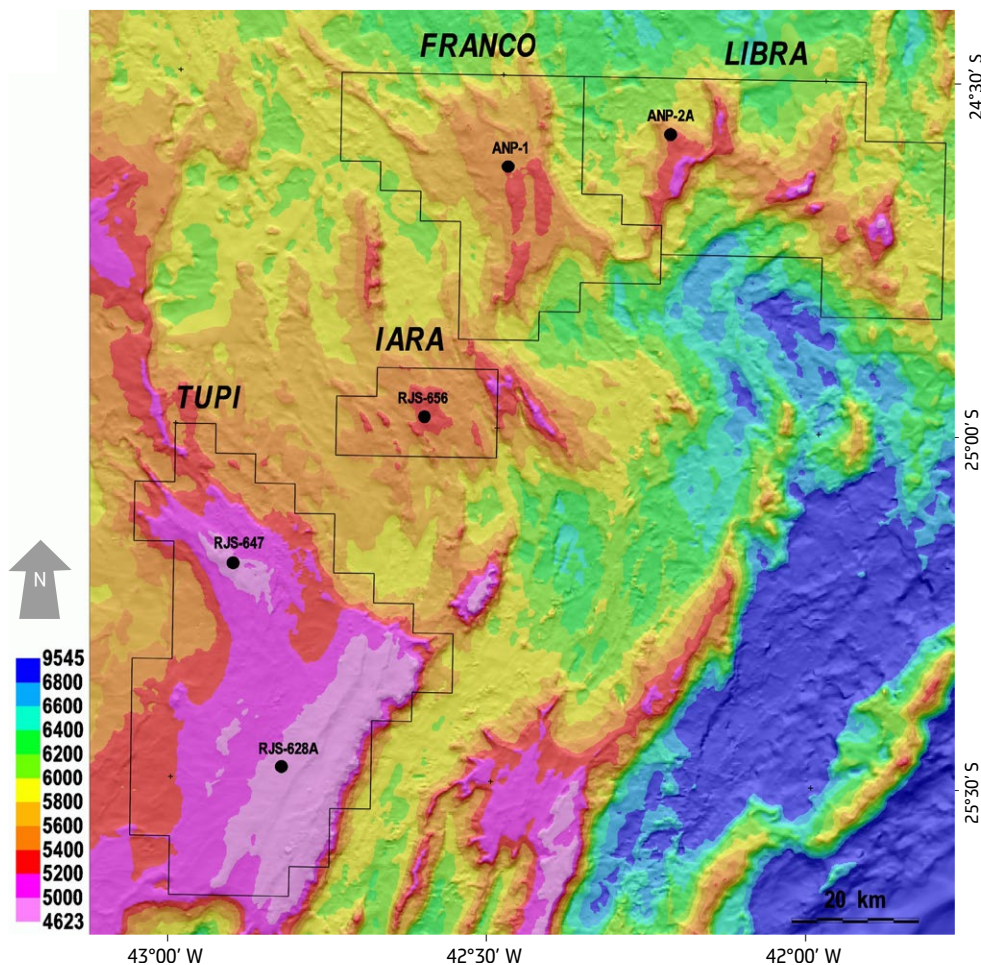 FRANCO
LIBRA
24°30' S
ANP-2A
ANP-1
IARA
RJS-656
TUPI
25°00' S
RJS-647
N
9545
6800
6600
6400
6200
6000
5800
5600
5400
5200
5000
4623
RJS-628A
25°30' S
20 km
43°00' W
42°30' W
42°00' W